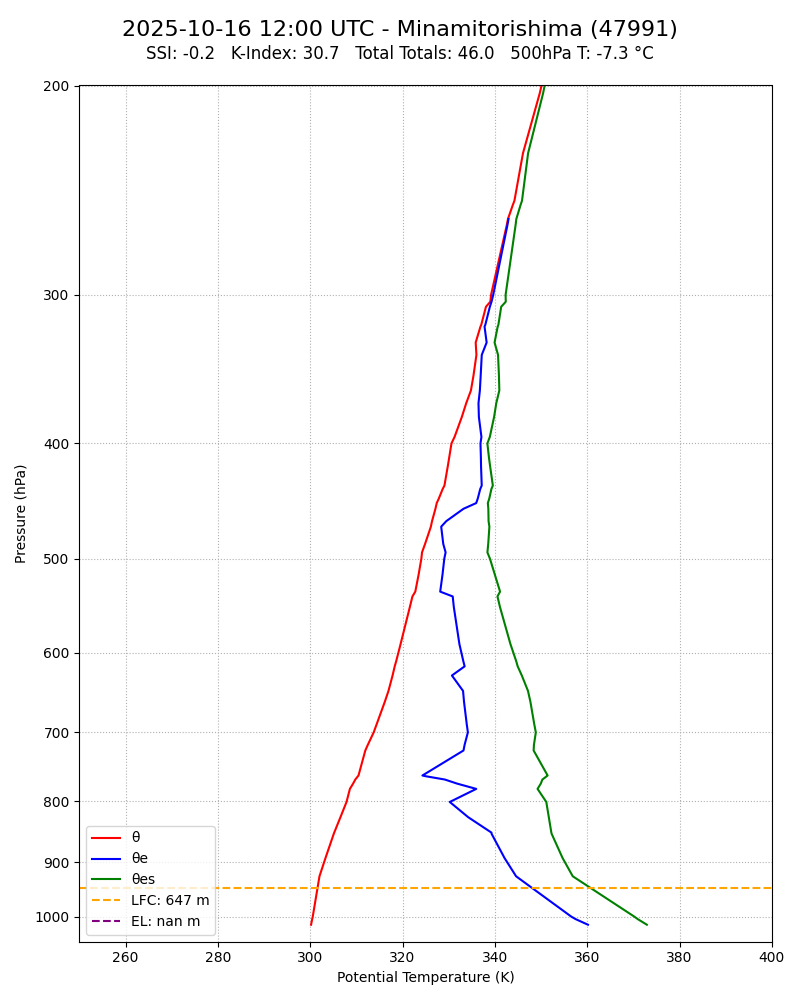 2025-10-16 12:00 UTC - Minamitorishima (47991)
SSI: -0.2   K-Index: 30.7   Total Totals: 46.0   500hPa T: -7.3 °C
200
300
400
500
600
700
800
900
1000
Pressure (hPa)
θ
θe
θes
LFC: 647 m
EL: nan m
260 280 300 320 340 360 380 400
Potential Temperature (K)